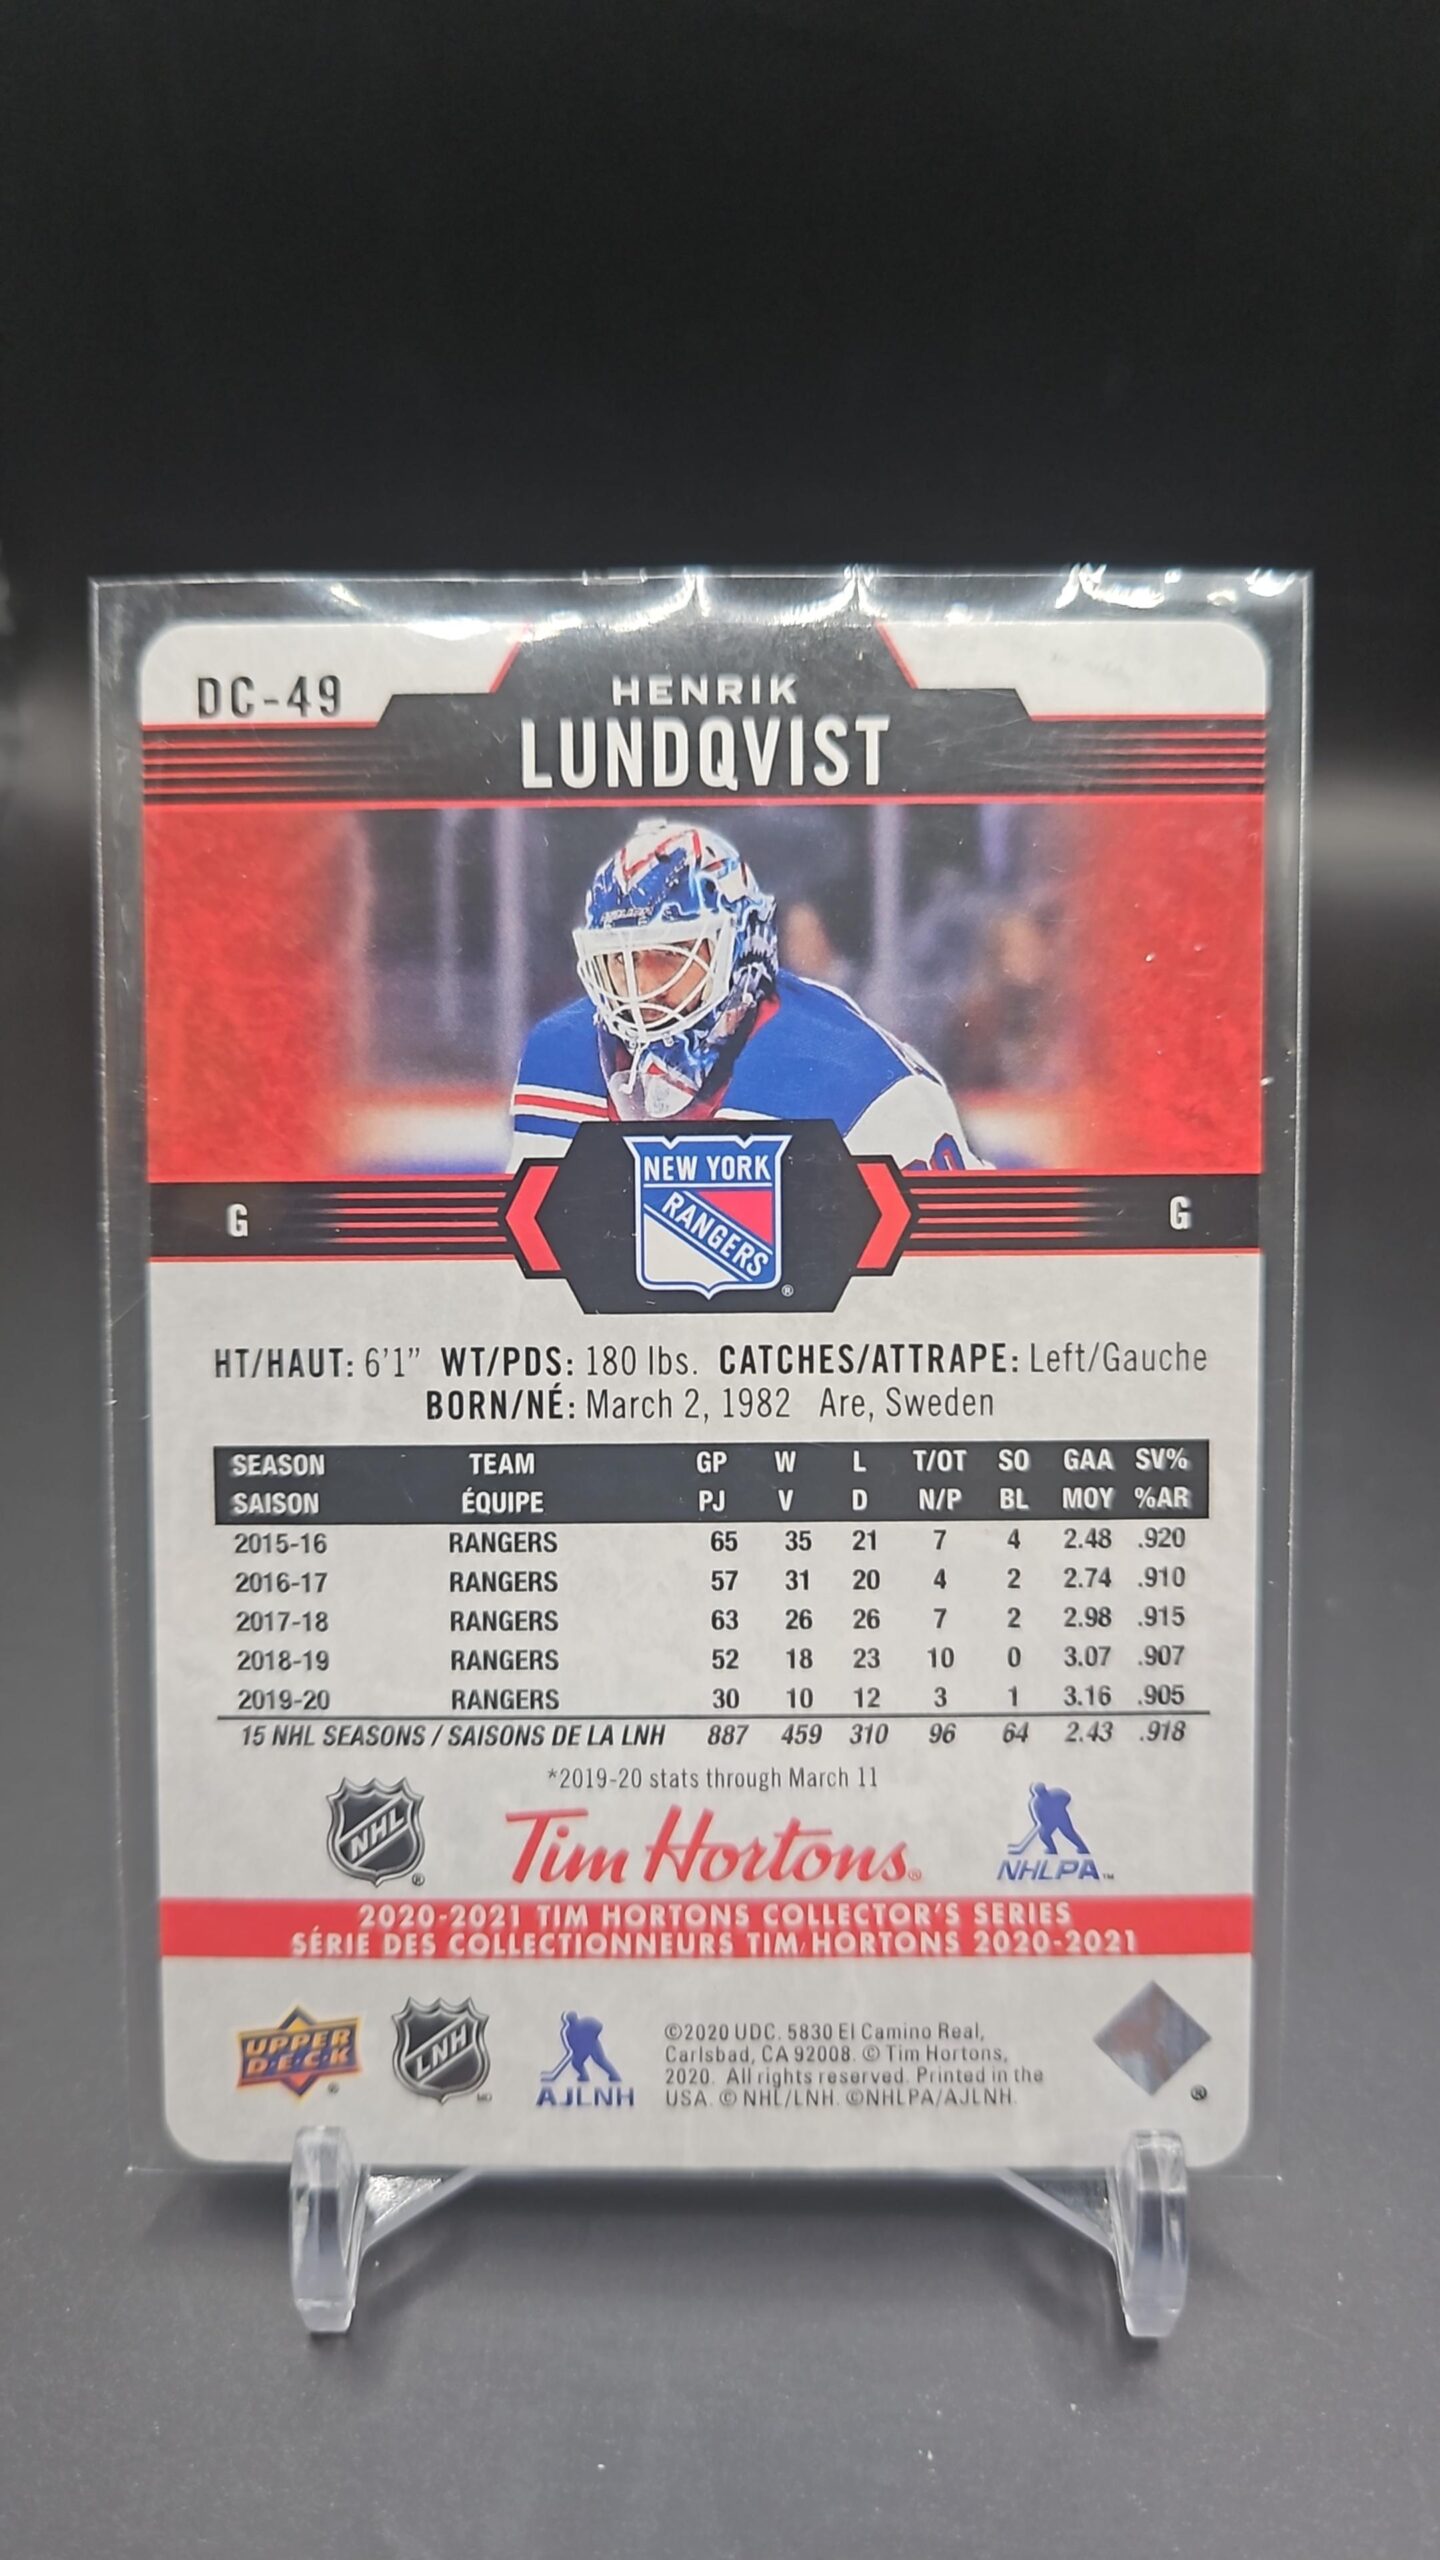 DC-49
HENRIK
LUNDQVIST
G
G
NEW YORK
RANGERS
®
HT/HAUT: 6'1" WT/PDS: 180 lbs. CATCHES/ATTRAPE: Left/Gauche
BORN/NÉ: March 2, 1982 Are, Sweden
SEASON TEAM GP W L T/OT SO GAA SV%
SAISON ÉQUIPE PJ V D N/P BL MOY %AR
2015-16 RANGERS 65 35 21 7 4 2.48 .920
2016-17 RANGERS 57 31 20 4 2 2.74 .910
2017-18 RANGERS 63 26 26 7 2 2.98 .915
2018-19 RANGERS 52 18 23 10 0 3.07 .907
2019-20 RANGERS 30 10 12 3 1 3.16 .905
15 NHL SEASONS / SAISONS DE LA LNH 887 459 310 96 64 2.43 .918
*2019-20 stats through March 11
NHL ®
Tim Hortons®
NHLPA™
2020-2021 TIM HORTONS COLLECTOR'S SERIES
SÉRIE DES COLLECTIONNEURS TIM HORTONS 2020-2021
UPPER
DECK ®
LNH MD
AJLNH
©2020 UDC. 5830 El Camino Real,
Carlsbad, CA 92008. © Tim Hortons,
2020. All rights reserved. Printed in the
USA. © NHL/LNH. ©NHLPA/AJLNH.
®